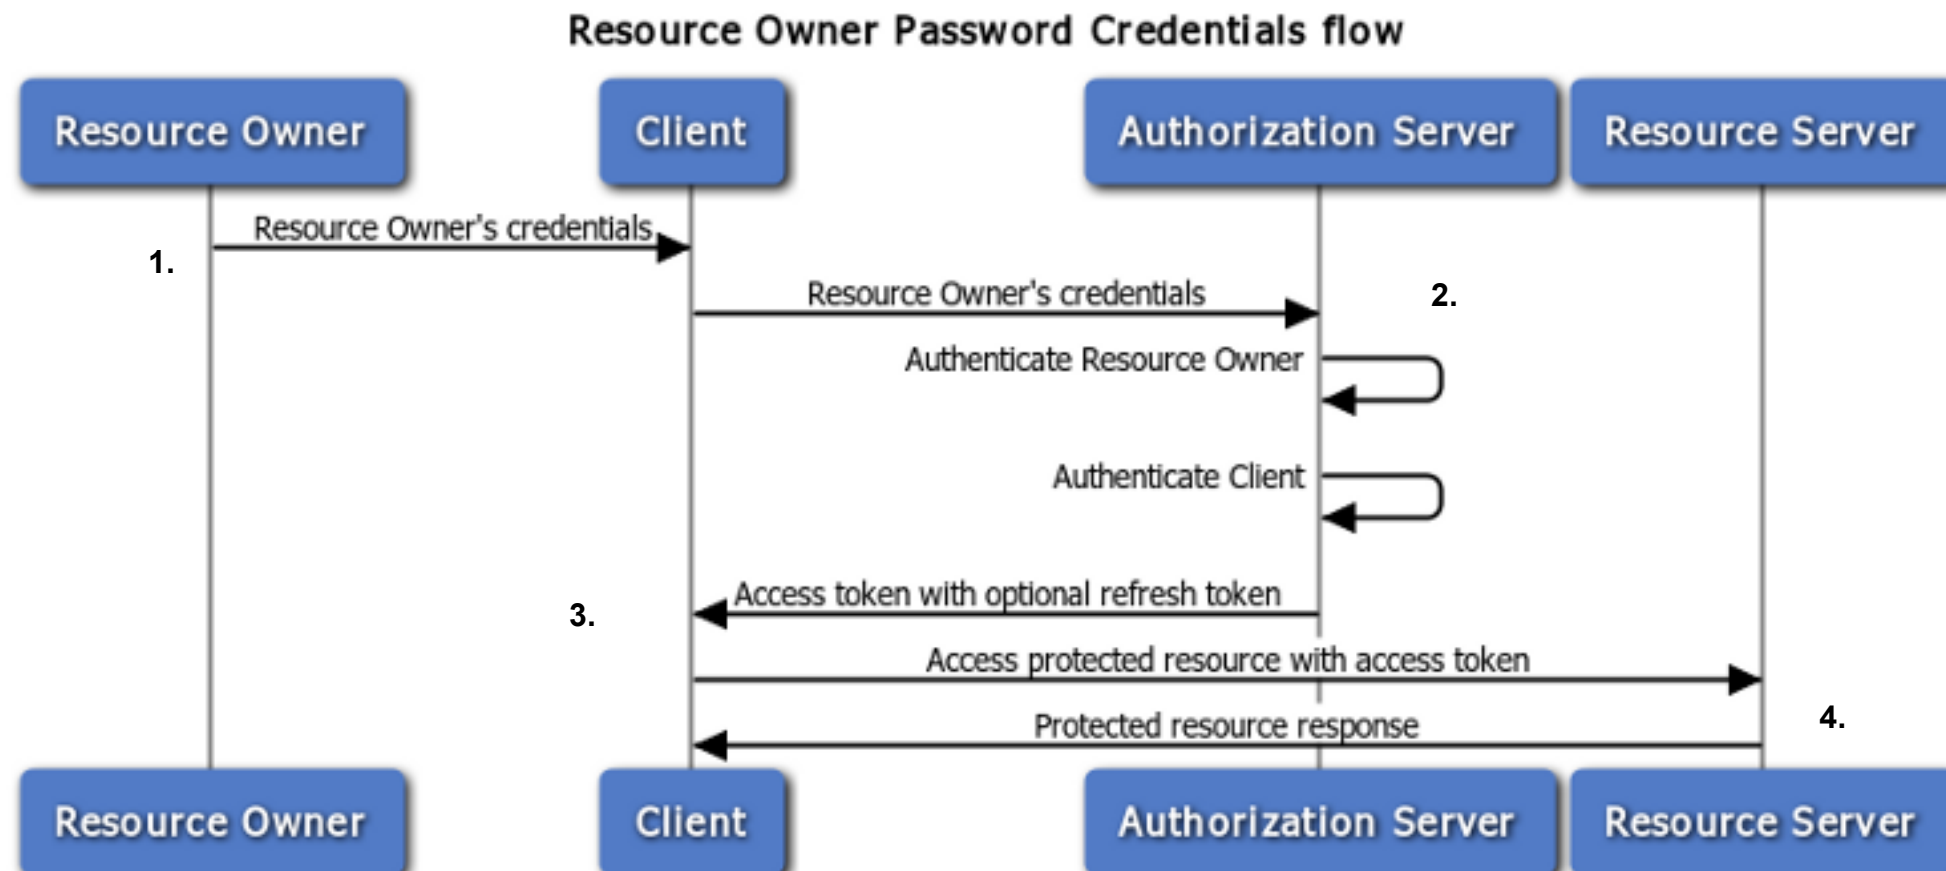 Resource Owner Password Credentials flow
Resource Owner
Client
Authorization Server
Resource Server
Resource Owner's credentials
1.
Resource Owner's credentials
2.
Authenticate Resource Owner
Authenticate Client
Access token with optional refresh token
3.
Access protected resource with access token
Protected resource response
4.
Resource Owner
Client
Authorization Server
Resource Server